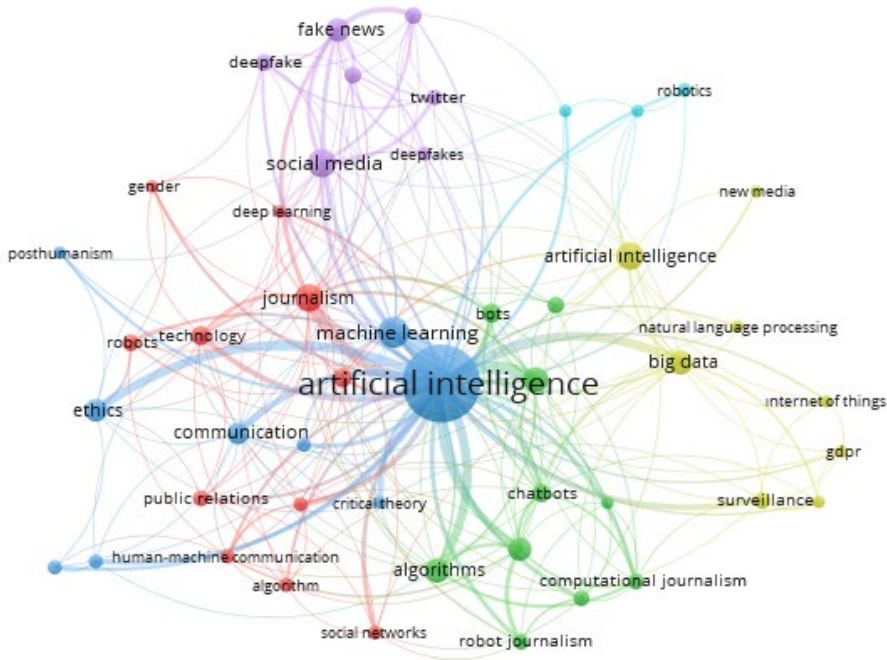 fake news
deepfake
robotics
twitter
social media
deepfakes
gender
new media
deep learning
posthumanism
artificial intelligence
journalism
bots
natural language processing
machine learning
technology
robots
big data
artificial intelligence
internet of things
ethics
communication
gdpr
chatbots
public relations
surveillance
critical theory
human-machine communication
algorithms
computational journalism
algorithm
social networks
robot journalism